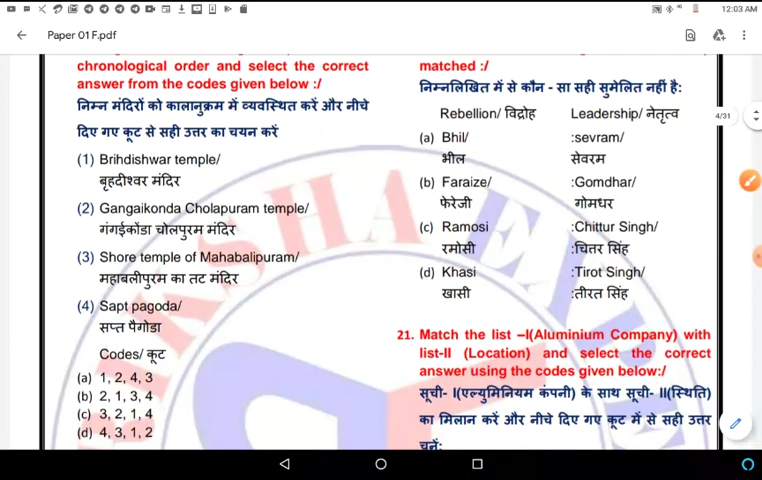 12:03 AM
Paper 01 F.pdf
4/31
chronological order and select the correct
answer from the codes given below :/
निम्न मंदिरों को कालानुक्रम में व्यवस्थित करें और नीचे
दिए गए कूट से सही उत्तर का चयन करें
(1) Brihdishwar temple/
बृहदीश्वर मंदिर
(2) Gangaikonda Cholapuram temple/
गंगईकोंडा चोलपुरम मंदिर
(3) Shore temple of Mahabalipuram/
महाबलीपुरम का तट मंदिर
(4) Sapt pagoda/
सप्त पैगोडा
Codes/ कूट
(a) 1, 2, 4, 3
(b) 2, 1, 3, 4
(c) 3, 2, 1, 4
(d) 4, 3, 1, 2
matched :/
निम्नलिखित में से कौन - सा सही सुमेलित नहीं है:
Rebellion/ विद्रोह Leadership/ नेतृत्व
(a) Bhil/ :sevram/
भील सेवरम
(b) Faraize/ :Gomdhar/
फेरेजी गोमधर
(c) Ramosi :Chittur Singh/
रमोसी :चित्तर सिंह
(d) Khasi :Tirot Singh/
खासी :तीरत सिंह
21. Match the list –I(Aluminium Company) with
list-II (Location) and select the correct
answer using the codes given below:/
सूची- I(एल्युमिनियम कंपनी) के साथ सूची- II(स्थिति)
का मिलान करें और नीचे दिए गए कूट में से सही उत्तर
चुनें: